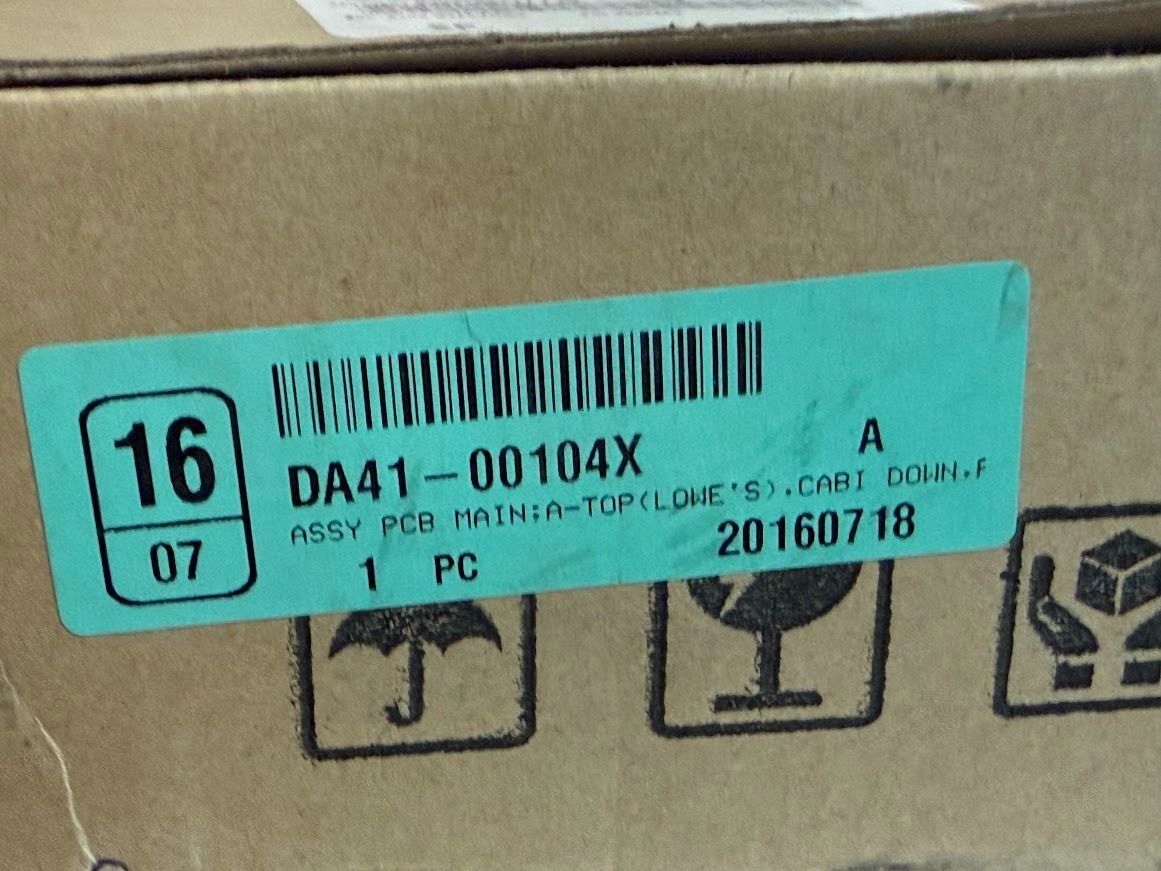 16
07
DA41-00104X A
ASSY PCB MAIN;A-TOP(LOWE'S).CABI DOWN.F
1 PC 20160718